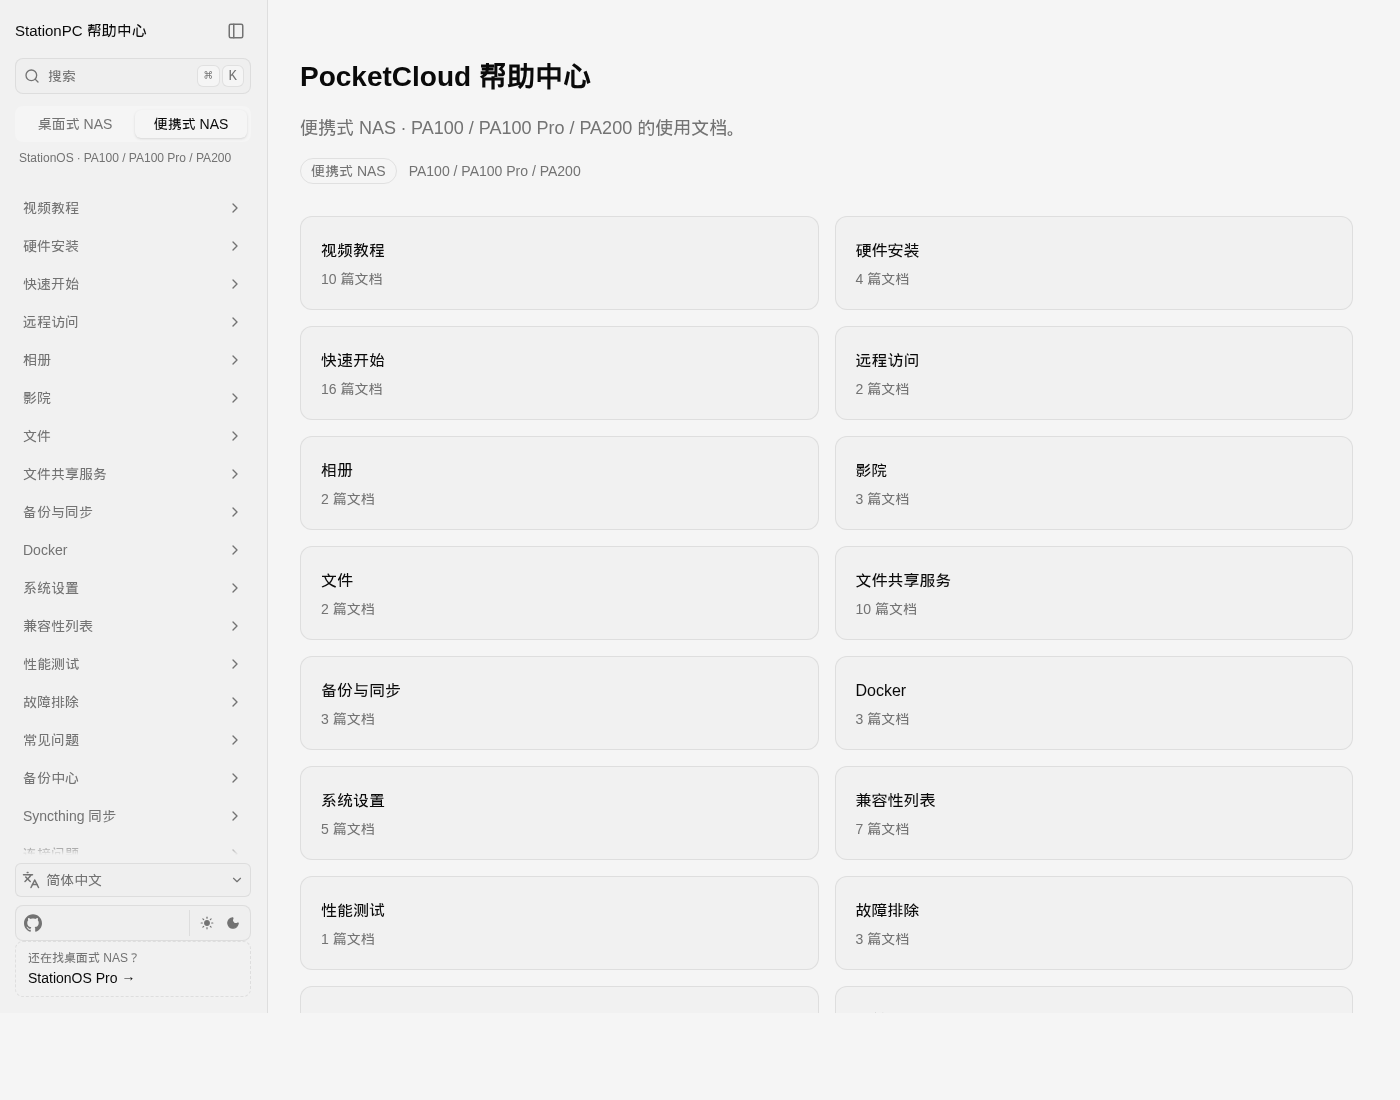 StationPC 帮助中心
搜索
⌘ K
桌面式 NAS
便携式 NAS
StationOS · PA100 / PA100 Pro / PA200
视频教程
硬件安装
快速开始
远程访问
相册
影院
文件
文件共享服务
备份与同步
Docker
系统设置
兼容性列表
性能测试
故障排除
常见问题
备份中心
Syncthing 同步
连接问题
简体中文
还在找桌面式 NAS？
StationOS Pro →
PocketCloud 帮助中心
便携式 NAS · PA100 / PA100 Pro / PA200 的使用文档。
便携式 NAS
PA100 / PA100 Pro / PA200
视频教程
10 篇文档
硬件安装
4 篇文档
快速开始
16 篇文档
远程访问
2 篇文档
相册
2 篇文档
影院
3 篇文档
文件
2 篇文档
文件共享服务
10 篇文档
备份与同步
3 篇文档
Docker
3 篇文档
系统设置
5 篇文档
兼容性列表
7 篇文档
性能测试
1 篇文档
故障排除
3 篇文档